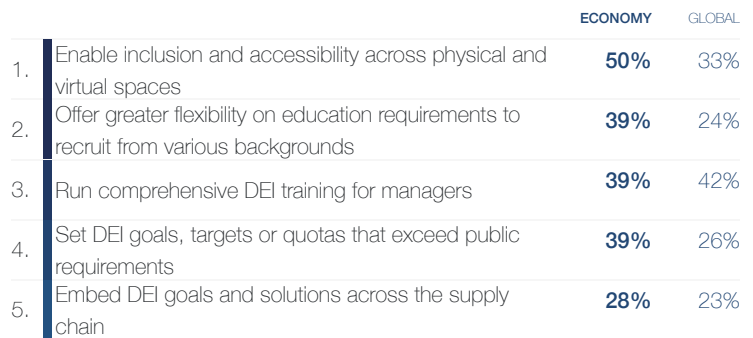 ECONOMY GLOBAL
1. Enable inclusion and accessibility across physical and
virtual spaces 50% 33%
2. Offer greater flexibility on education requirements to
recruit from various backgrounds 39% 24%
3. Run comprehensive DEI training for managers 39% 42%
4. Set DEI goals, targets or quotas that exceed public
requirements 39% 26%
5. Embed DEI goals and solutions across the supply
chain 28% 23%